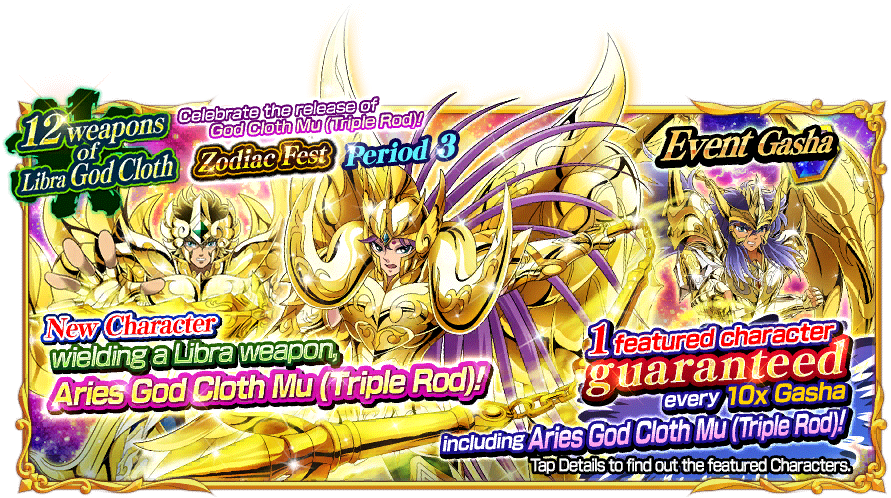 12 weapons
of
Libra God Cloth
Celebrate the release of
God Cloth Mu (Triple Rod)!
Zodiac Fest Period 3
Event Gasha
New Character
wielding a Libra weapon,
Aries God Cloth Mu (Triple Rod)!
1 featured character
guaranteed
every 10x Gasha
including Aries God Cloth Mu (Triple Rod)!
Tap Details to find out the featured Characters.